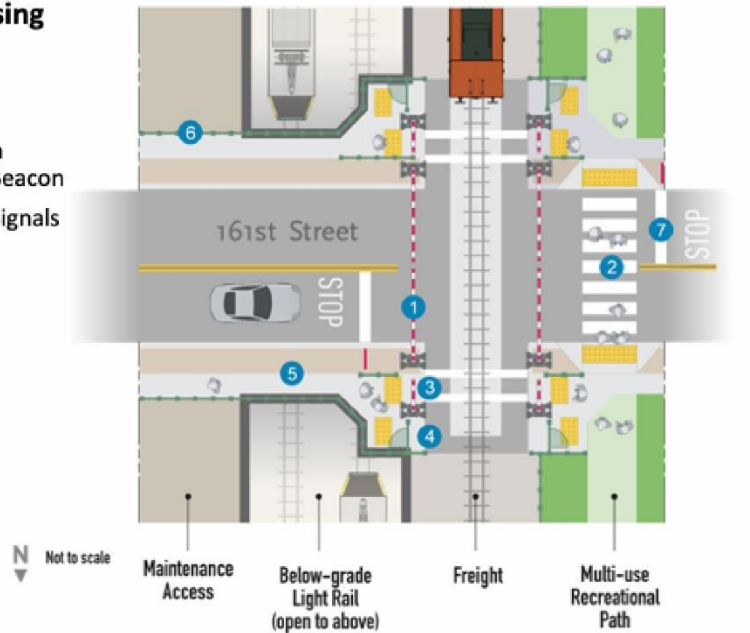 sing
Beacon
ignals
6
161st Street
STOP
STOP
7
2
1
5
3
4
N
Not to scale
Maintenance
Access
Below-grade
Light Rail
(open to above)
Freight
Multi-use
Recreational
Path